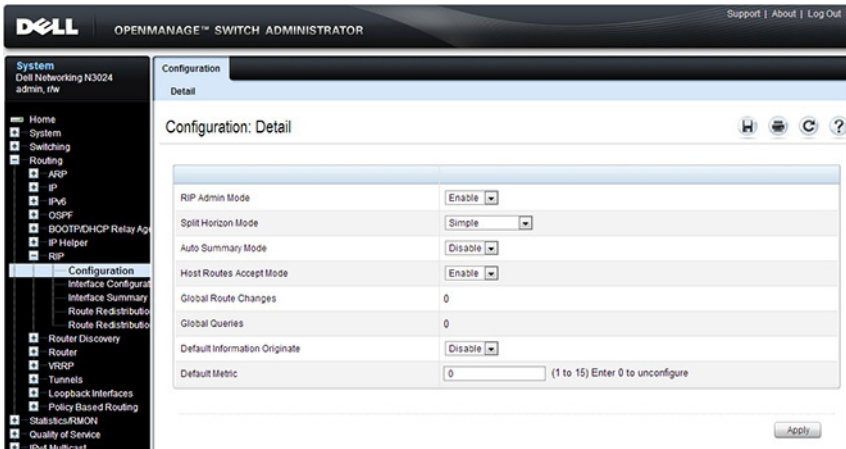 Support | About | Log Out
DELL OPENMANAGE™ SWITCH ADMINISTRATOR
System
Dell Networking N3024
admin, r/w
Home
System
Switching
Routing
ARP
IP
IPv6
OSPF
BOOTP/DHCP Relay Age
IP Helper
RIP
Configuration
Interface Configurat
Interface Summary
Route Redistributio
Route Redistributio
Router Discovery
Router
VRRP
Tunnels
Loopback Interfaces
Policy Based Routing
Statistics/RMON
Quality of Service
IPv4 Multicast
Configuration
Detail
Configuration: Detail
?
RIP Admin Mode Enable
Split Horizon Mode Simple
Auto Summary Mode Disable
Host Routes Accept Mode Enable
Global Route Changes 0
Global Queries 0
Default Information Originate Disable
Default Metric 0 (1 to 15) Enter 0 to unconfigure
Apply